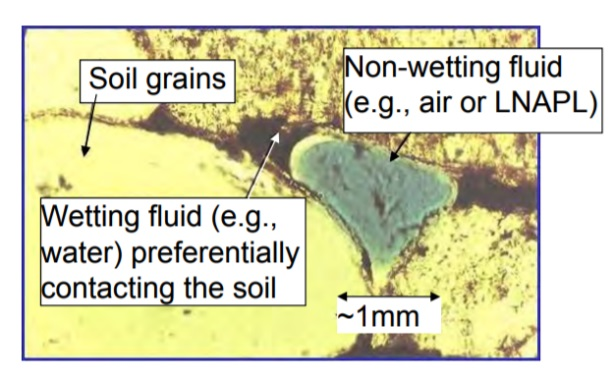 Soil grains
Non-wetting fluid
(e.g., air or LNAPL)
Wetting fluid (e.g.,
water) preferentially
contacting the soil
~1mm